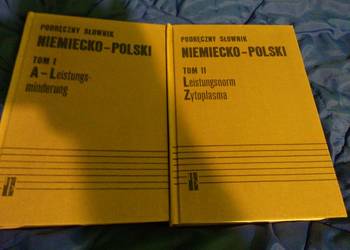 PODRĘCZNY SŁOWNIK
NIEMIECKO-POLSKI
TOM I
A – Leistungs-
minderung
PODRĘCZNY SŁOWNIK
NIEMIECKO-POLSKI
TOM II
Leistungsnorm
Zytoplasma